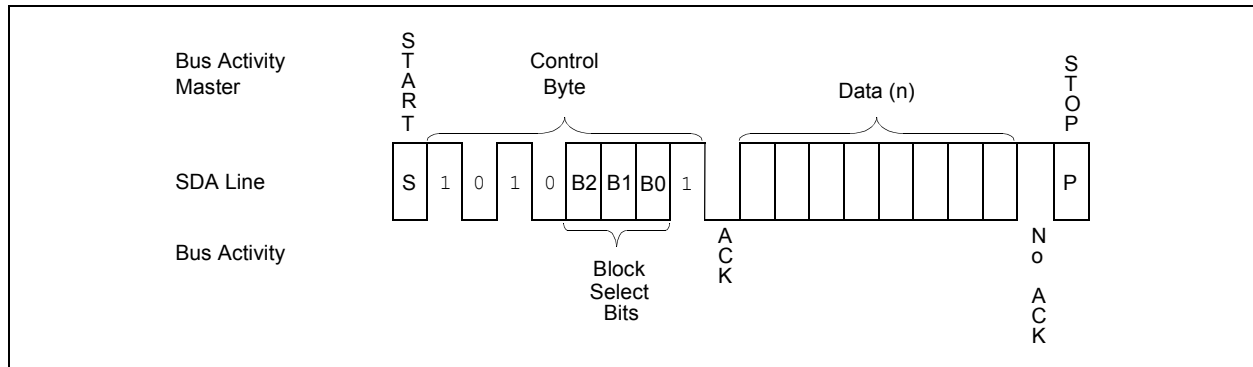 Bus Activity
Master
START
Control
Byte
Data (n)
STOP
SDA Line
S 1 0 1 0 B2 B1 B0 1 P
Bus Activity
Block
Select
Bits
ACK
No ACK